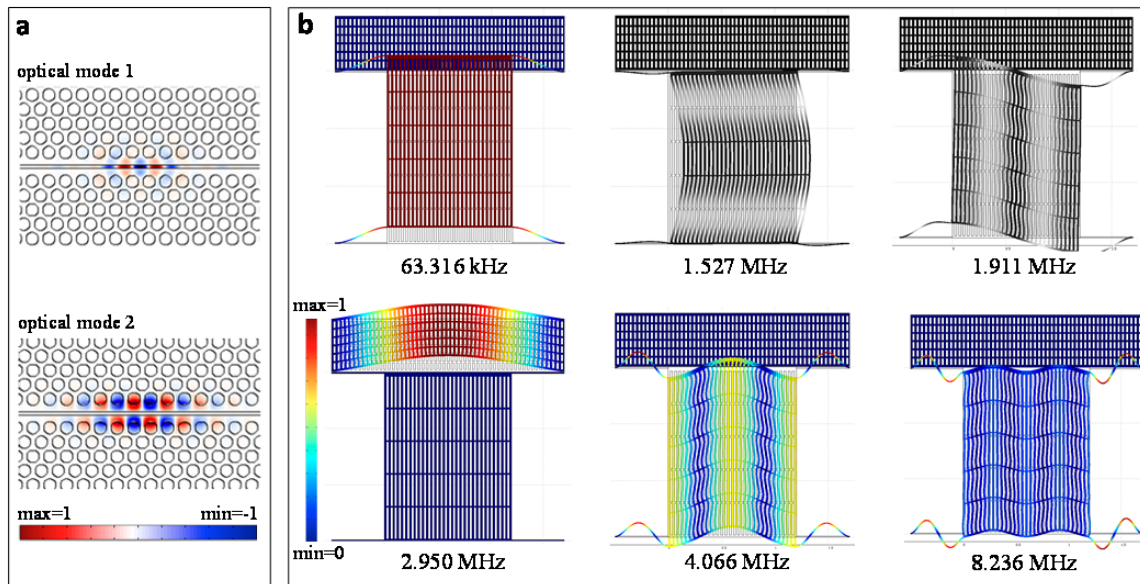 a
optical mode 1
optical mode 2
max=1 min=-1
b
63.316 kHz
1.527 MHz
1.911 MHz
max=1
min=0
2.950 MHz
4.066 MHz
8.236 MHz